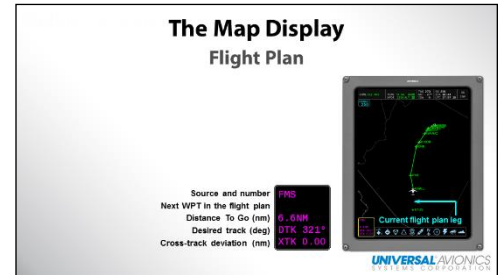 The Map Display
Flight Plan
Source and number
Next WPT in the flight plan
Distance To Go (nm)
Desired track (deg)
Cross-track deviation (nm)
FMS
6.6NM
DTK 321°
XTK 0.00
Current flight plan leg
UNIVERSAL AVIONICS
SYSTEMS CORPORATION